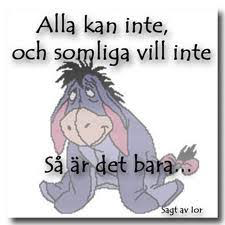 Alla kan inte,
och somliga vill inte
Så är det bara...
Sagt av Ior